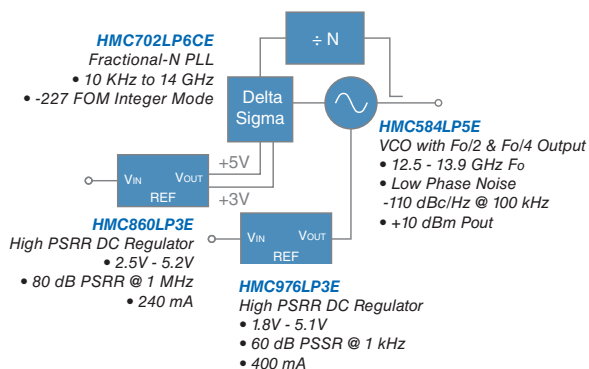 HMC702LP6CE
Fractional-N PLL
• 10 KHz to 14 GHz
• -227 FOM Integer Mode
÷ N
Delta
Sigma
HMC584LP5E
VCO with Fo/2 & Fo/4 Output
• 12.5 - 13.9 GHz Fo
• Low Phase Noise
-110 dBc/Hz @ 100 kHz
• +10 dBm Pout
+5V
+3V
VIN VOUT
REF
HMC860LP3E
High PSRR DC Regulator
• 2.5V - 5.2V
• 80 dB PSRR @ 1 MHz
• 240 mA
VIN VOUT
REF
HMC976LP3E
High PSRR DC Regulator
• 1.8V - 5.1V
• 60 dB PSSR @ 1 kHz
• 400 mA